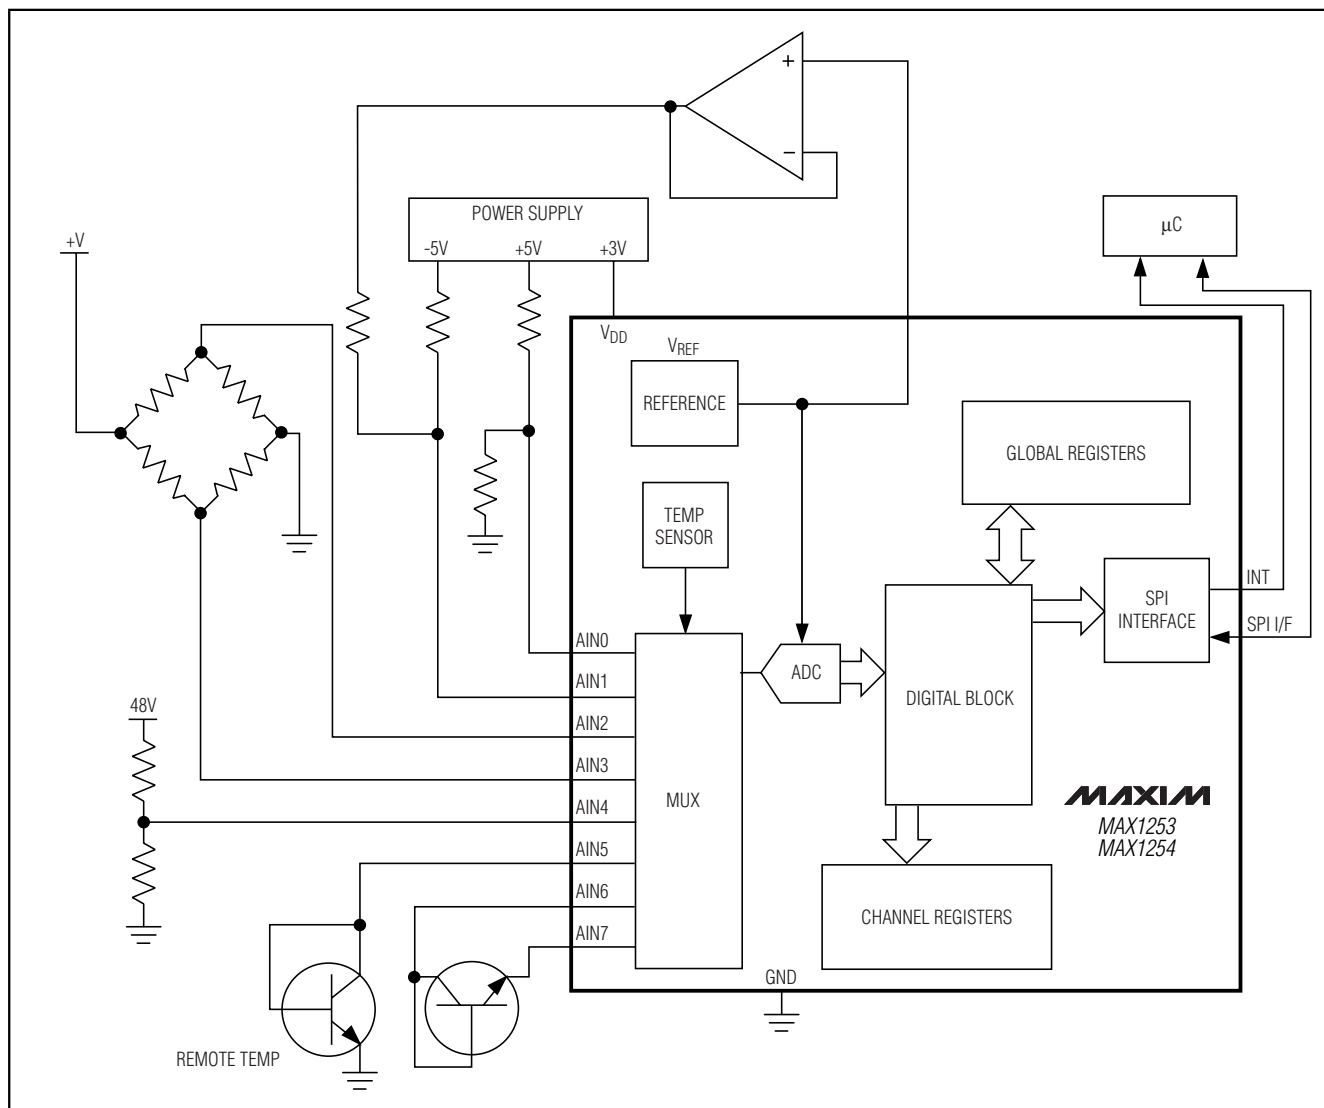 +
−
POWER SUPPLY
-5V +5V +3V
µC
+V
VDD
VREF
REFERENCE
GLOBAL REGISTERS
TEMP
SENSOR
SPI
INTERFACE
INT
SPI I/F
AIN0
AIN1
AIN2
AIN3
AIN4
AIN5
AIN6
AIN7
MUX
ADC
DIGITAL BLOCK
48V
MAXIM
MAX1253
MAX1254
CHANNEL REGISTERS
GND
REMOTE TEMP